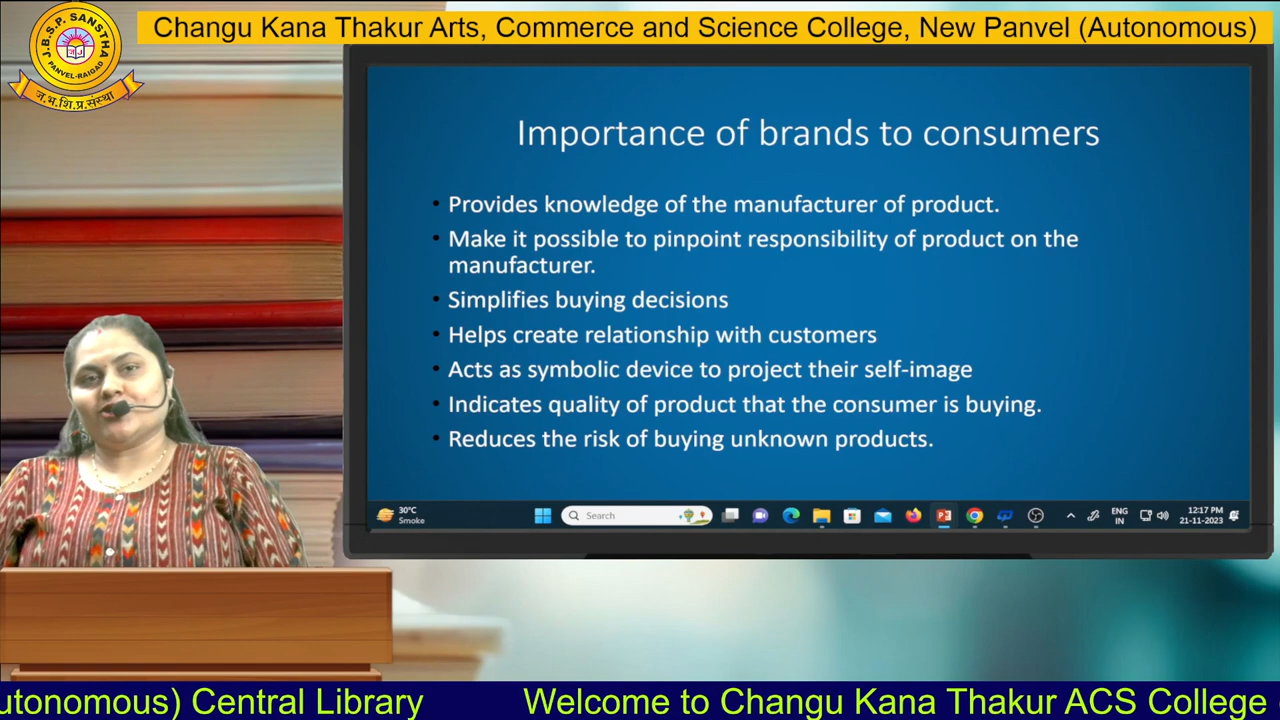 Changu Kana Thakur Arts, Commerce and Science College, New Panvel (Autonomous)
J.B.S.P. SANSTHA
PANVEL-RAIGAD
ज.भ.शि.प्र.संस्था
Importance of brands to consumers
• Provides knowledge of the manufacturer of product.
• Make it possible to pinpoint responsibility of product on the
manufacturer.
• Simplifies buying decisions
• Helps create relationship with customers
• Acts as symbolic device to project their self-image
• Indicates quality of product that the consumer is buying.
• Reduces the risk of buying unknown products.
30°C
Smoke
Search
ENG
IN
12:17 PM
21-11-2023
utonomous) Central Library Welcome to Changu Kana Thakur ACS College